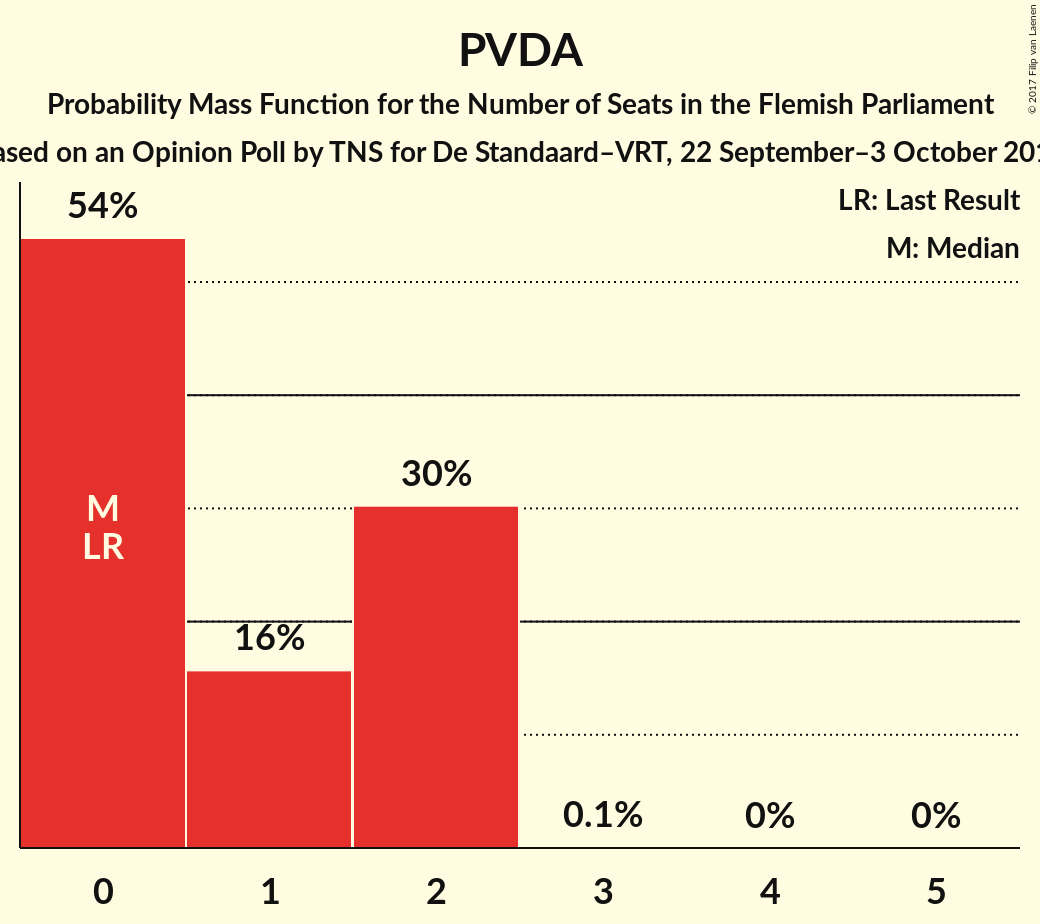 PVDA
Probability Mass Function for the Number of Seats in the Flemish Parliament
on an Opinion Poll by TNS for De Standaard–VRT, 22 September–3 October
LR: Last Result
M: Median
54%
M
LR
16%
30%
0.1%
0%
0%
0
1
2
3
4
5
© 2017 Filip van Laenen